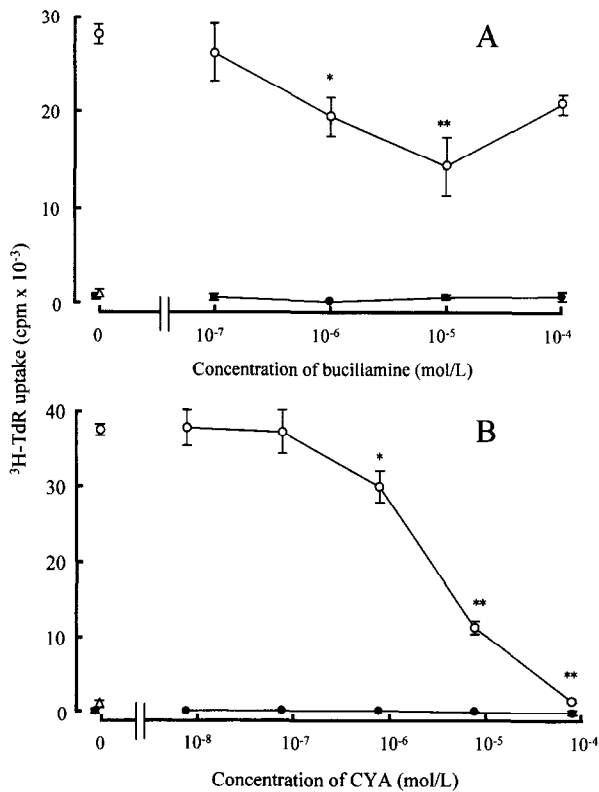 30
A
*
20
**
10
0
0 10-7 10-6 10-5 10-4
Concentration of bucillamine (mol/L)
3H-TdR uptake (cpm x 10-3)
40
B
*
30
20
**
10
**
0
0 10-8 10-7 10-6 10-5 10-4
Concentration of CYA (mol/L)